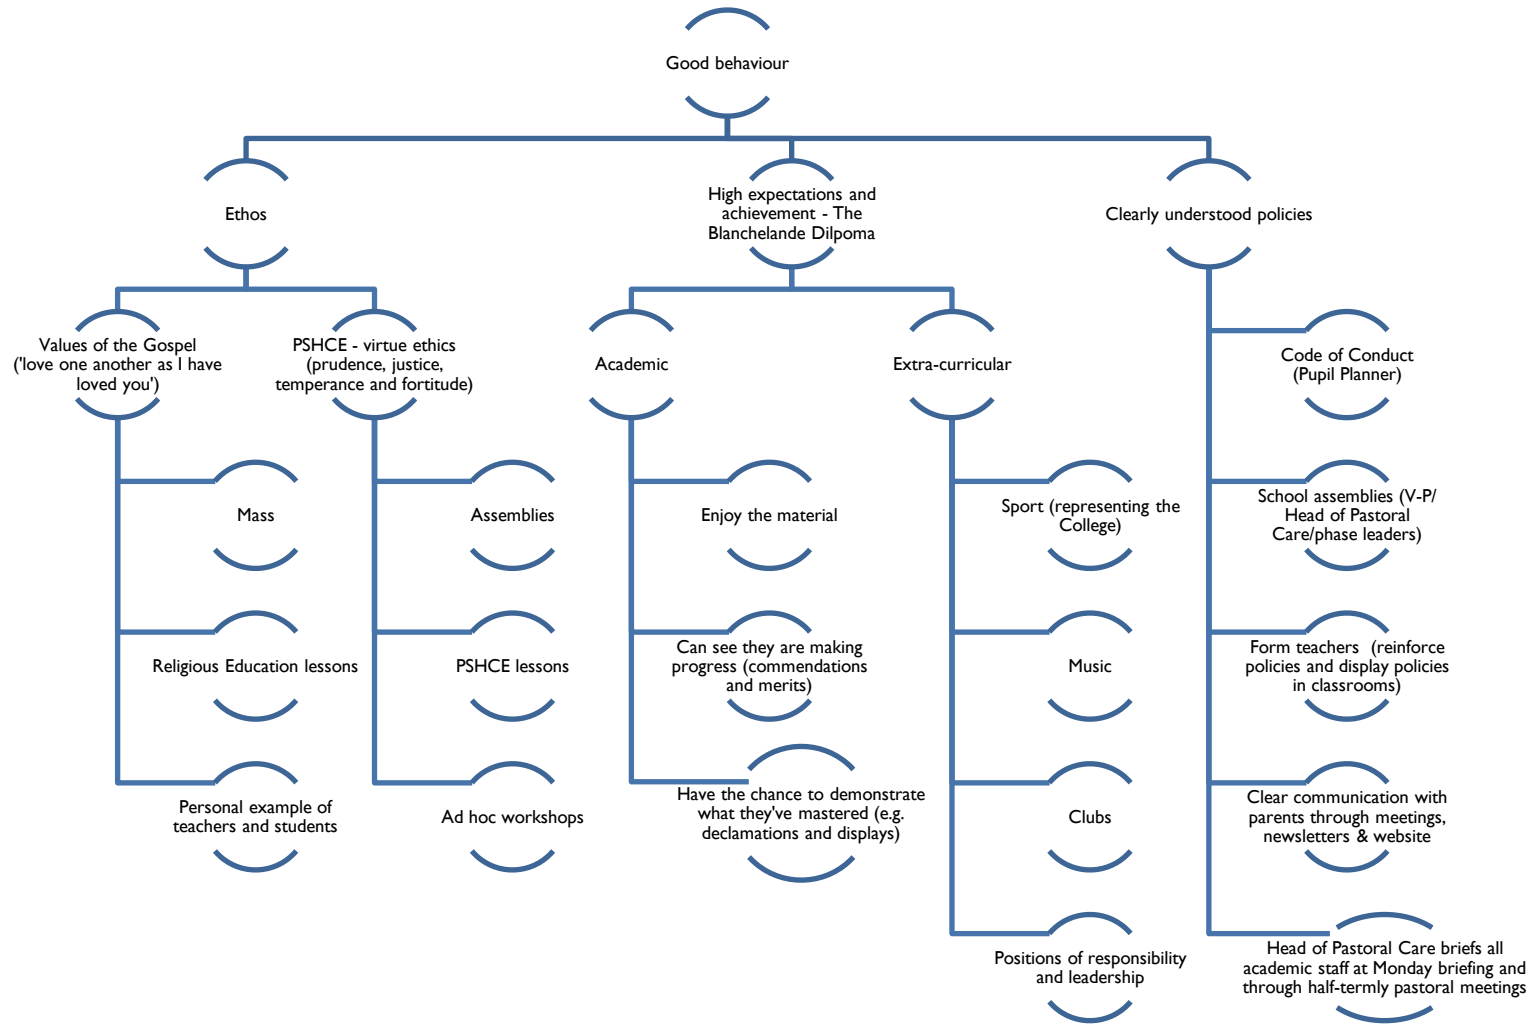 Good behaviour
Ethos
High expectations and
achievement - The
Blanchelande Dilpoma
Clearly understood policies
Values of the Gospel
('love one another as I have
loved you')
PSHCE - virtue ethics
(prudence, justice,
temperance and fortitude)
Academic
Extra-curricular
Code of Conduct
(Pupil Planner)
Mass
Assemblies
Enjoy the material
Sport (representing the
College)
School assemblies (V-P/
Head of Pastoral
Care/phase leaders)
Religious Education lessons
PSHCE lessons
Can see they are making
progress (commendations
and merits)
Music
Form teachers  (reinforce
policies and display policies
in classrooms)
Personal example of
teachers and students
Ad hoc workshops
Have the chance to demonstrate
what they've mastered (e.g.
declamations and displays)
Clubs
Clear communication with
parents through meetings,
newsletters & website
Positions of responsibility
and leadership
Head of Pastoral Care briefs all
academic staff at Monday briefing and
through half-termly pastoral meetings